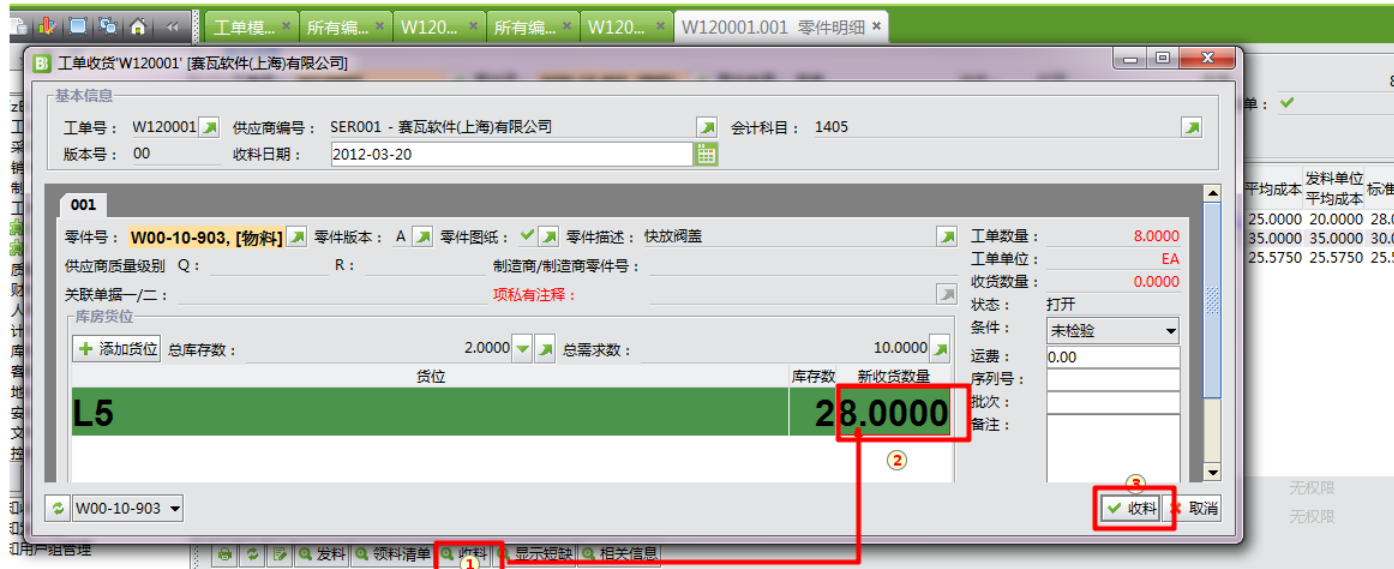 工单模... × 所有编... × W120... × 所有编... × W120... × W120001.001 零件明细 ×
工单收货'W120001' [赛瓦软件(上海)有限公司]
基本信息
工单号： W120001 供应商编号： SER001 - 赛瓦软件(上海)有限公司 会计科目： 1405
版本号： 00 收料日期： 2012-03-20
001
零件号： W00-10-903, [物料] 零件版本： A 零件图纸： 零件描述： 快放阀盖
供应商质量级别 Q： R： 制造商/制造商零件号：
关联单据一/二： 项私有注释：
库房货位
添加货位 总库存数： 2.0000 总需求数： 10.0000
货位 库存数 新收货数量
L5 2 8.0000
②
工单数量： 8.0000
工单单位： EA
收货数量： 0.0000
状态： 打开
条件： 未检验
运费： 0.00
序列号：
批次：
备注：
③
W00-10-903 收料 取消
单：
平均成本 发料单位平均成本 标准
25.0000 20.0000 28.0
35.0000 35.0000 30.0
25.5750 25.5750 25.5
无权限
无权限
用户组管理
发料 领料清单 收料 显示短缺 相关信息
①